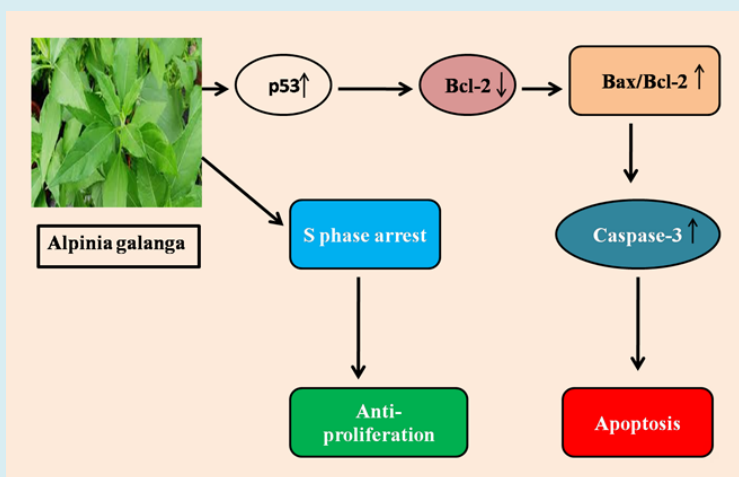 p53↑
Bcl-2↓
Bax/Bcl-2↑
Alpinia galanga
S phase arrest
Caspase-3↑
Anti-
proliferation
Apoptosis